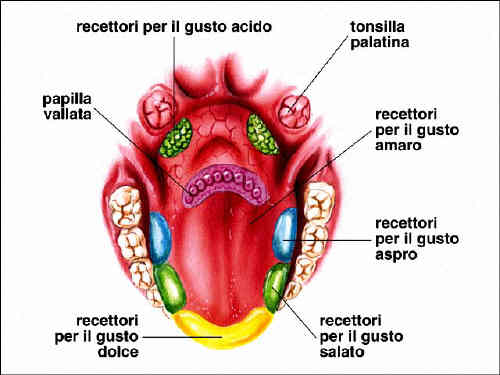 recettori per il gusto acido
tonsilla
palatina
papilla
vallata
recettori
per il gusto
amaro
recettori
per il gusto
aspro
recettori
per il gusto
dolce
recettori
per il gusto
salato